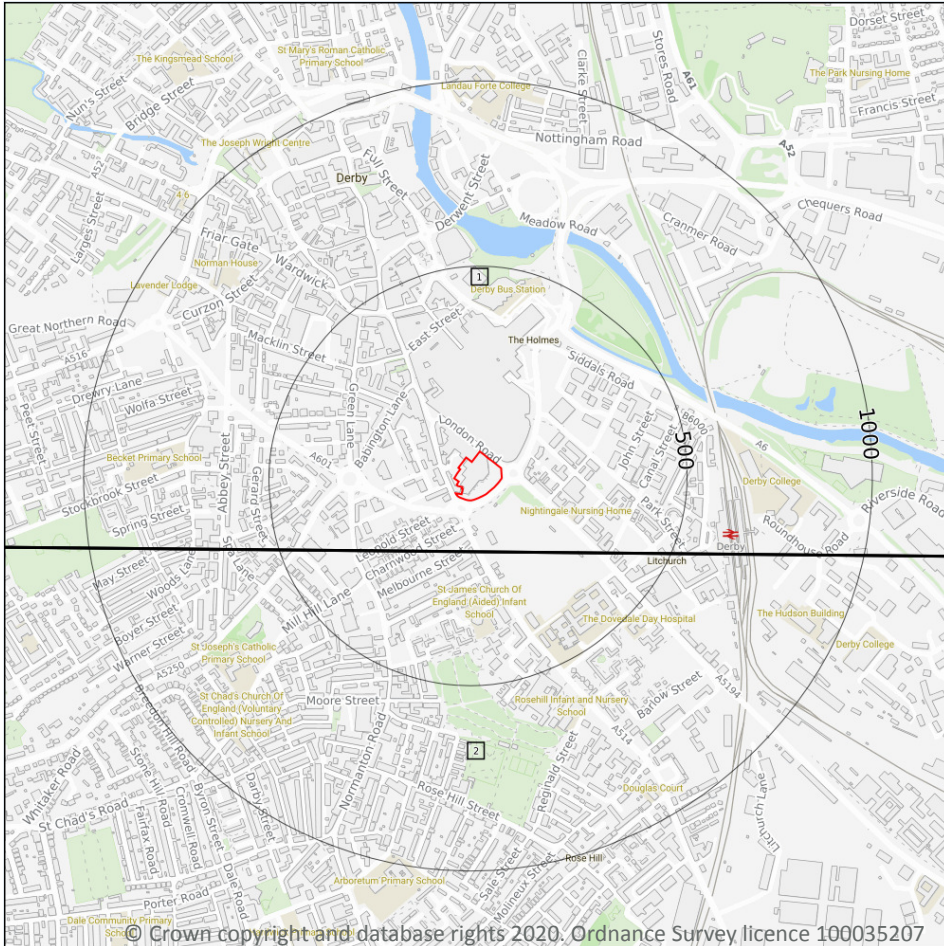 Dorset Street
St Mary's Roman Catholic
Primary School
The Kingsmead School
Nun's Street
Bridge Street
Clarke Street
Stores Road
A61
The Park Nursing Home
Landau Forte College
Francis Street
Nottingham Road
A52
The Joseph Wright Centre
A52
Full Street
Derby
Derwent Street
Larges Street
4 6
Friar Gate
Meadow Road
Cranmer Road
Chequers Road
Wardwick
Norman House
1
Derby Bus Station
Lavender Lodge
Curzon Street
East Street
Great Northern Road
Macklin Street
The Holmes
A516
Drewry Lane
Siddals Road
Peet Street
Wolfa Street
Green Lane
Babington Lane
London Road
B6000
John Street
Canal Street
500
1000
A6
Becket Primary School
Abbey Street
Gerard Street
A601
Derby College
Stockbrook Street
Spring Street
Nightingale Nursing Home
Park Street
Riverside Road
Roundhouse Road
Leopold Street
Charnwood Street
Derby
Litchurch
May Street
Woods Lane
Sea Lane
Melbourne Street
St James Church Of
England (Aided) Infant
School
Mill Hill Lane
Boyer Street
The Dovedale Day Hospital
The Hudson Building
Warner Street
St Joseph's Catholic
Primary School
Derby College
A5250
St Chad's Church Of
England (Voluntary
Controlled) Nursery And
Infant School
Moore Street
Rosehill Infant and Nursery
School
Barlow Street
A5194
Breedon Hill Road
A514
Normanton Road
2
Whitaker Road
Stone Hill Road
Reginald Street
Rose Hill Street
Douglas Court
Litchurch Lane
St Chad's Road
Fairfax Road
Cromwell Road
Byron Street
Darby Street
Dale Road
Rose Hill
Sale Street
Molineux Street
Arboretum Primary School
Porter Road
Dale Community Primary
© Crown copyright and database rights 2020. Ordnance Survey licence 100035207